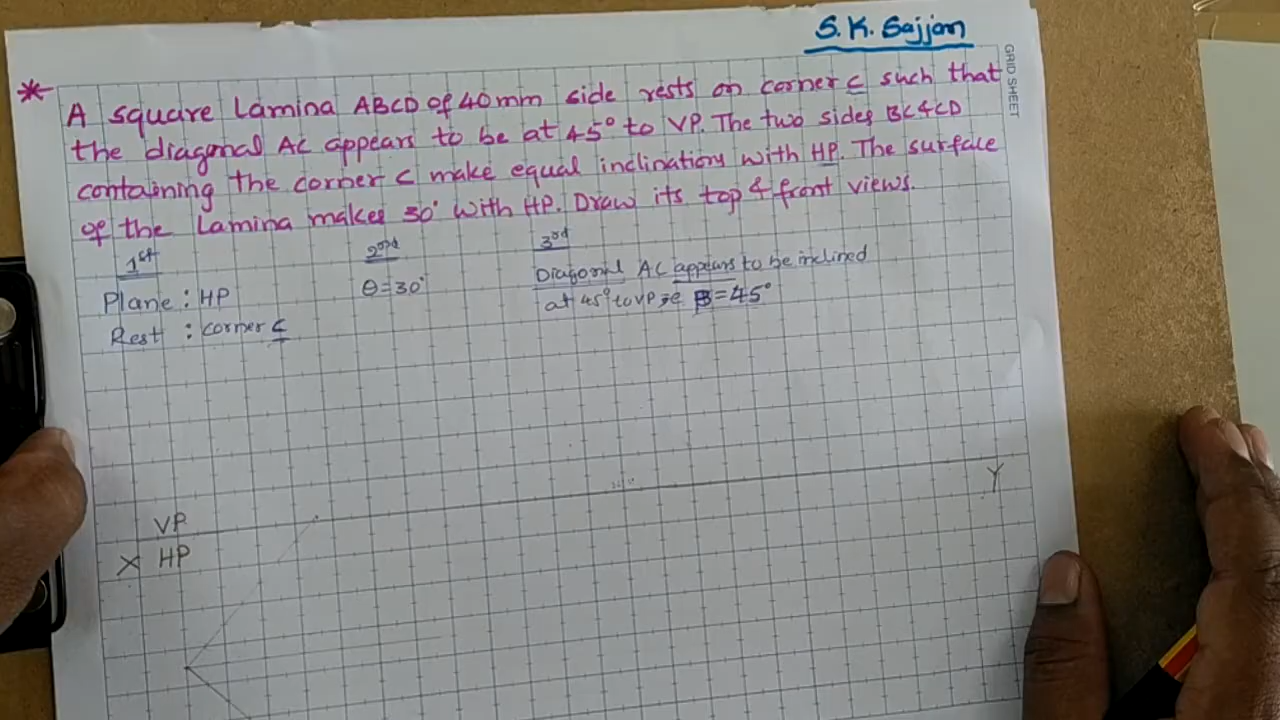 S. K. Sajjan
GRID SHEET
* A square Lamina ABCD of 40mm side rests on corner C such that
the diagonal AC appears to be at 45° to VP. The two sides BC & CD
containing the corner C make equal inclinations with HP. The surface
of the Lamina makes 30° with HP. Draw its top & front views.
1st 2nd 3rd
Plane : HP θ=30° Diagonal AC appears to be inclined
Rest : corner C at 45° to VP ie β=45°
Y
VP
X HP